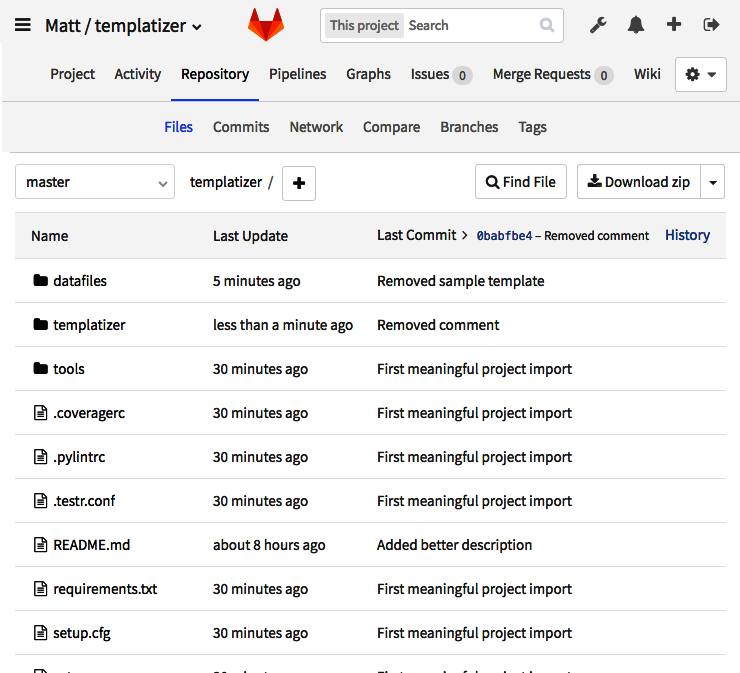 Matt / templatizer
This project Search
Project Activity Repository Pipelines Graphs Issues 0 Merge Requests 0 Wiki
Files Commits Network Compare Branches Tags
master templatizer / Find File Download zip
Name Last Update Last Commit > 0babfbe4 – Removed comment History
datafiles 5 minutes ago Removed sample template
templatizer less than a minute ago Removed comment
tools 30 minutes ago First meaningful project import
.coveragerc 30 minutes ago First meaningful project import
.pylintrc 30 minutes ago First meaningful project import
.testr.conf 30 minutes ago First meaningful project import
README.md about 8 hours ago Added better description
requirements.txt 30 minutes ago First meaningful project import
setup.cfg 30 minutes ago First meaningful project import